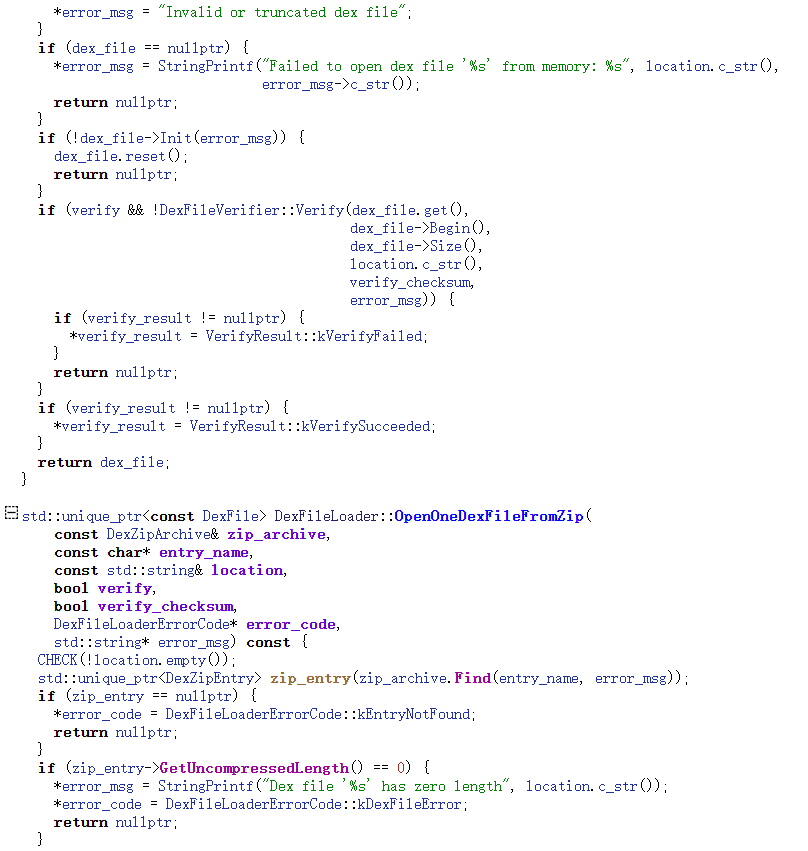 *error_msg = "Invalid or truncated dex file";
}
if (dex_file == nullptr) {
*error_msg = StringPrintf("Failed to open dex file '%s' from memory: %s", location.c_str(),
error_msg->c_str());
return nullptr;
}
if (!dex_file->Init(error_msg)) {
dex_file.reset();
return nullptr;
}
if (verify && !DexFileVerifier::Verify(dex_file.get(),
dex_file->Begin(),
dex_file->Size(),
location.c_str(),
verify_checksum,
error_msg)) {
if (verify_result != nullptr) {
*verify_result = VerifyResult::kVerifyFailed;
}
return nullptr;
}
if (verify_result != nullptr) {
*verify_result = VerifyResult::kVerifySucceeded;
}
return dex_file;
}
std::unique_ptr<const DexFile> DexFileLoader::OpenOneDexFileFromZip(
const DexZipArchive& zip_archive,
const char* entry_name,
const std::string& location,
bool verify,
bool verify_checksum,
DexFileLoaderErrorCode* error_code,
std::string* error_msg) const {
CHECK(!location.empty());
std::unique_ptr<DexZipEntry> zip_entry(zip_archive.Find(entry_name, error_msg));
if (zip_entry == nullptr) {
*error_code = DexFileLoaderErrorCode::kEntryNotFound;
return nullptr;
}
if (zip_entry->GetUncompressedLength() == 0) {
*error_msg = StringPrintf("Dex file '%s' has zero length", location.c_str());
*error_code = DexFileLoaderErrorCode::kDexFileError;
return nullptr;
}